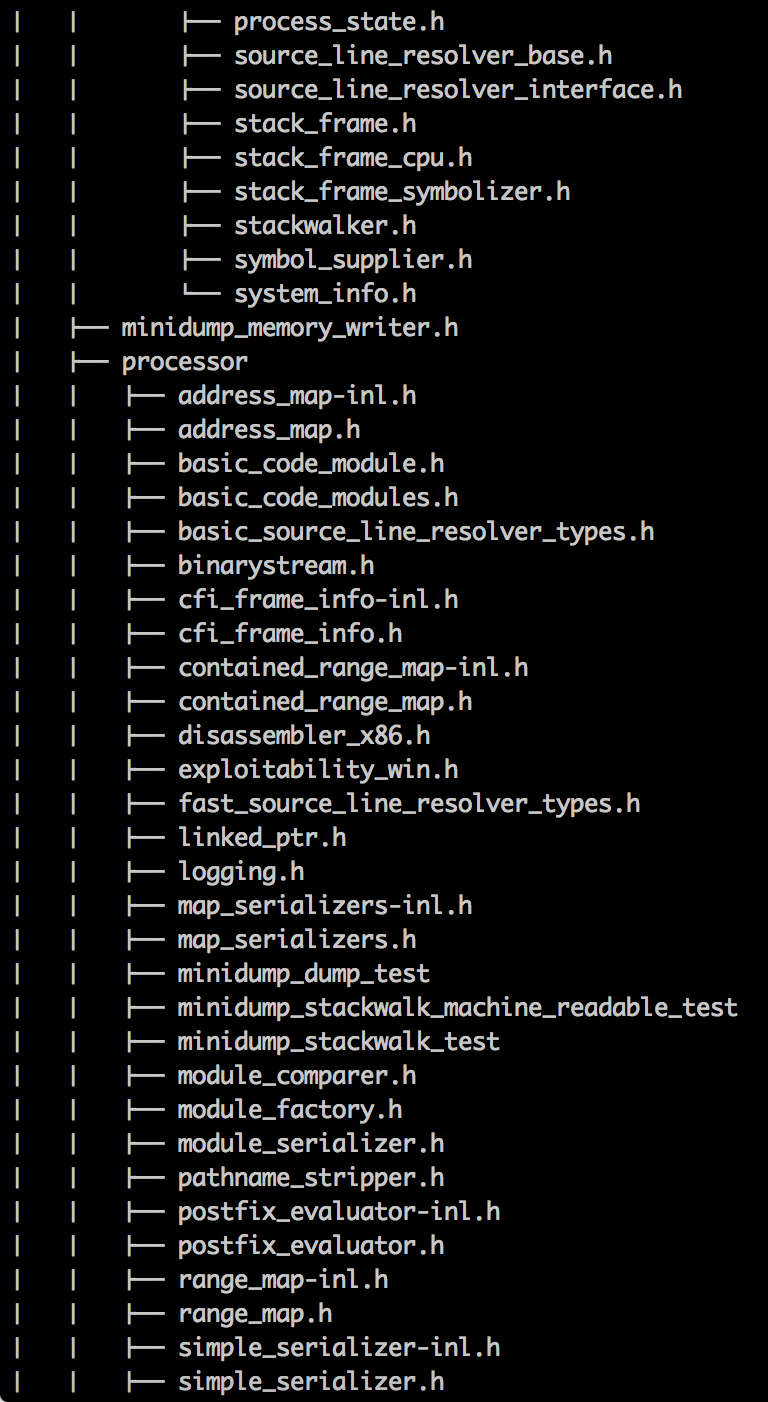 |   |       ├── process_state.h
|   |       ├── source_line_resolver_base.h
|   |       ├── source_line_resolver_interface.h
|   |       ├── stack_frame.h
|   |       ├── stack_frame_cpu.h
|   |       ├── stack_frame_symbolizer.h
|   |       ├── stackwalker.h
|   |       ├── symbol_supplier.h
|   |       └── system_info.h
|   ├── minidump_memory_writer.h
|   ├── processor
|   |   ├── address_map-inl.h
|   |   ├── address_map.h
|   |   ├── basic_code_module.h
|   |   ├── basic_code_modules.h
|   |   ├── basic_source_line_resolver_types.h
|   |   ├── binarystream.h
|   |   ├── cfi_frame_info-inl.h
|   |   ├── cfi_frame_info.h
|   |   ├── contained_range_map-inl.h
|   |   ├── contained_range_map.h
|   |   ├── disassembler_x86.h
|   |   ├── exploitability_win.h
|   |   ├── fast_source_line_resolver_types.h
|   |   ├── linked_ptr.h
|   |   ├── logging.h
|   |   ├── map_serializers-inl.h
|   |   ├── map_serializers.h
|   |   ├── minidump_dump_test
|   |   ├── minidump_stackwalk_machine_readable_test
|   |   ├── minidump_stackwalk_test
|   |   ├── module_comparer.h
|   |   ├── module_factory.h
|   |   ├── module_serializer.h
|   |   ├── pathname_stripper.h
|   |   ├── postfix_evaluator-inl.h
|   |   ├── postfix_evaluator.h
|   |   ├── range_map-inl.h
|   |   ├── range_map.h
|   |   ├── simple_serializer-inl.h
|   |   ├── simple_serializer.h